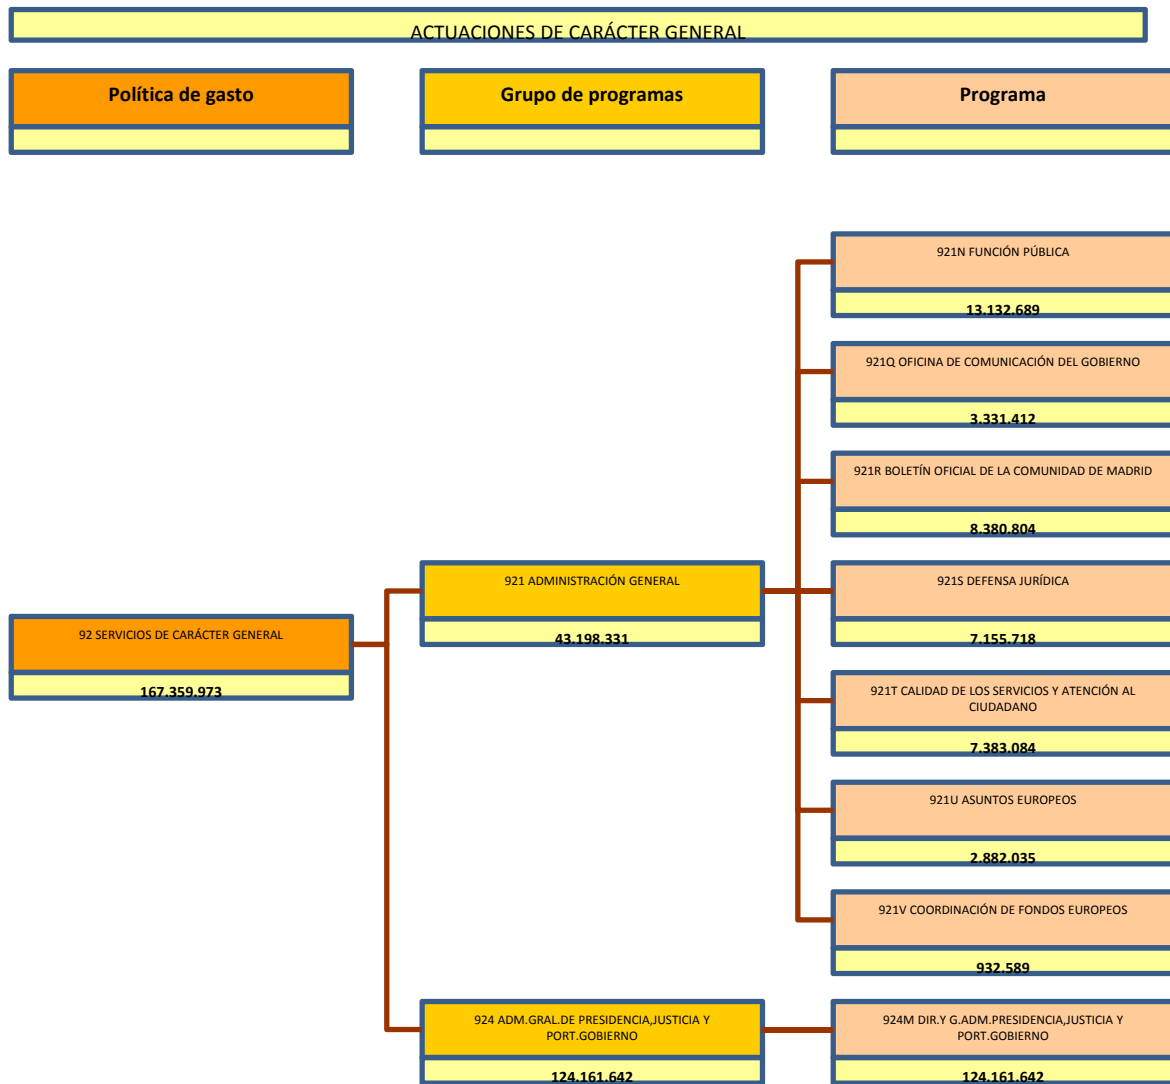 ACTUACIONES DE CARÁCTER GENERAL
Política de gasto
Grupo de programas
Programa
921N FUNCIÓN PÚBLICA
13.132.689
921Q OFICINA DE COMUNICACIÓN DEL GOBIERNO
3.331.412
921R BOLETÍN OFICIAL DE LA COMUNIDAD DE MADRID
8.380.804
921 ADMINISTRACIÓN GENERAL
43.198.331
921S DEFENSA JURÍDICA
7.155.718
92 SERVICIOS DE CARÁCTER GENERAL
167.359.973
921T CALIDAD DE LOS SERVICIOS Y ATENCIÓN AL
CIUDADANO
7.383.084
921U ASUNTOS EUROPEOS
2.882.035
921V COORDINACIÓN DE FONDOS EUROPEOS
932.589
924 ADM.GRAL.DE PRESIDENCIA,JUSTICIA Y
PORT.GOBIERNO
124.161.642
924M DIR.Y G.ADM.PRESIDENCIA,JUSTICIA Y
PORT.GOBIERNO
124.161.642